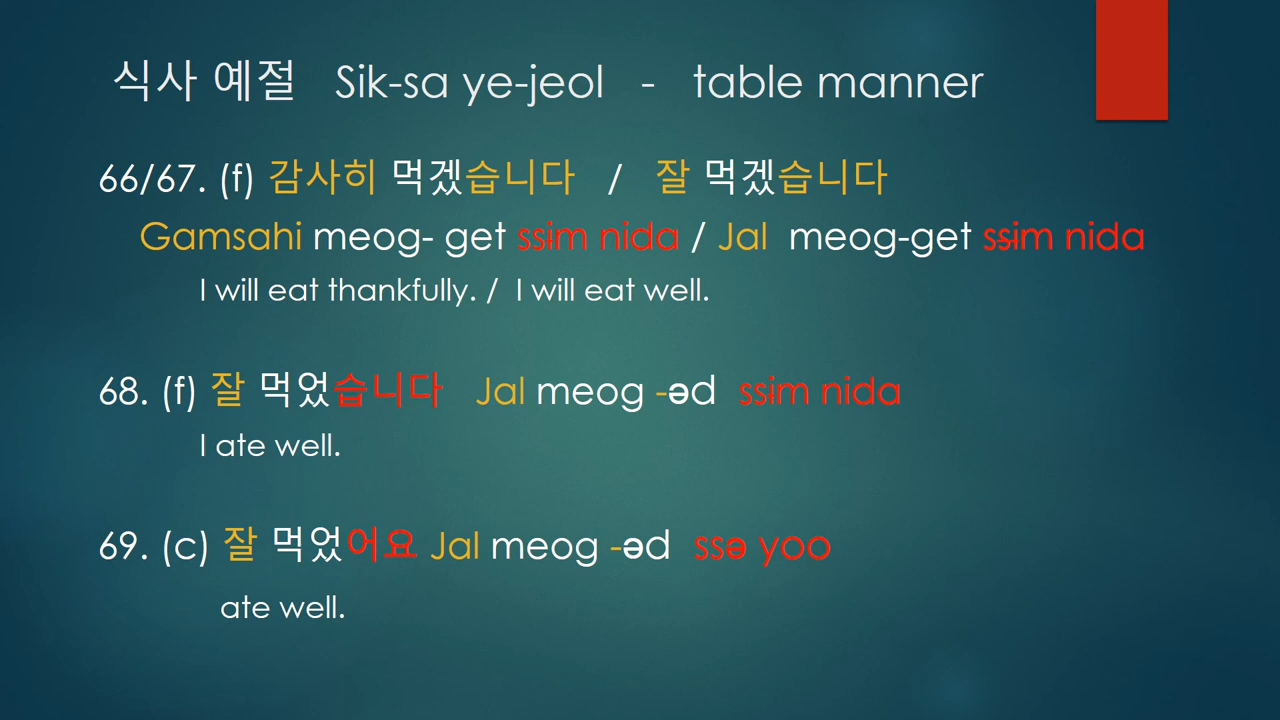 식사 예절 Sik-sa ye-jeol - table manner
66/67. (f) 감사히 먹겠습니다 / 잘 먹겠습니다
Gamsahi meog- get ssɨm nida / Jal meog-get ssɨm nida
I will eat thankfully. / I will eat well.
68. (f) 잘 먹었습니다 Jal meog -əd ssɨm nida
I ate well.
69. (c) 잘 먹었어요 Jal meog -əd ssə yoo
ate well.